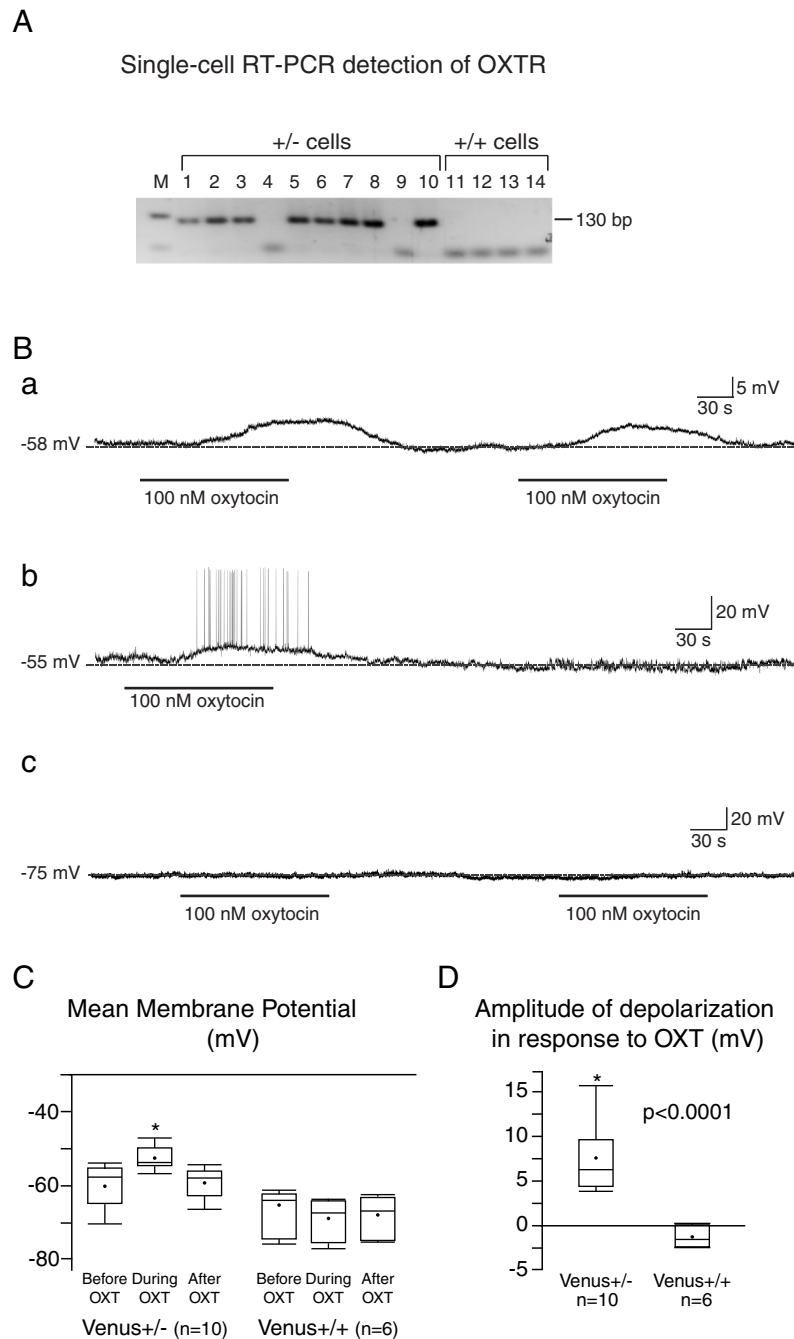 A
Single-cell RT-PCR detection of OXTR
+/- cells +/+ cells
M 1 2 3 4 5 6 7 8 9 10 11 12 13 14
130 bp
B
a
5 mV
30 s
-58 mV
100 nM oxytocin 100 nM oxytocin
b
20 mV
30 s
-55 mV
100 nM oxytocin
c
20 mV
30 s
-75 mV
100 nM oxytocin 100 nM oxytocin
C
Mean Membrane Potential
(mV)
-40
*
-60
-80
Before During After Before During After
OXT OXT OXT OXT OXT OXT
Venus+/- (n=10) Venus+/+ (n=6)
D
Amplitude of depolarization
in response to OXT (mV)
*
15
p<0.0001
10
5
0
-5
Venus+/- Venus+/+
n=10 n=6